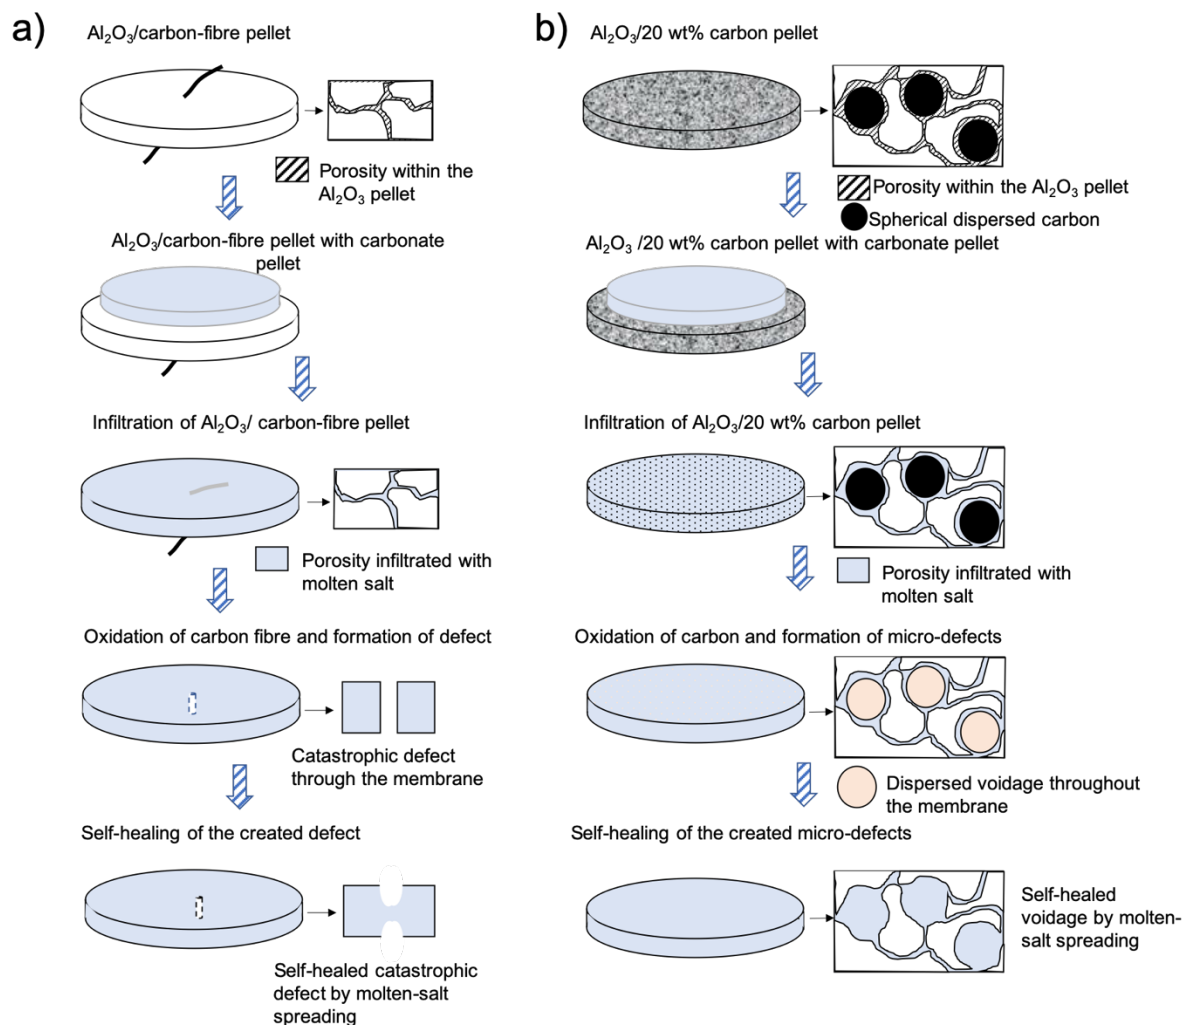 a)
Al₂O₃/carbon-fibre pellet
Porosity within the
Al₂O₃ pellet
Al₂O₃/carbon-fibre pellet with carbonate
pellet
Infiltration of Al₂O₃/ carbon-fibre pellet
Porosity infiltrated with
molten salt
Oxidation of carbon fibre and formation of defect
Catastrophic defect
through the membrane
Self-healing of the created defect
Self-healed catastrophic
defect by molten-salt
spreading
b)
Al₂O₃/20 wt% carbon pellet
Porosity within the Al₂O₃ pellet
Spherical dispersed carbon
Al₂O₃ /20 wt% carbon pellet with carbonate pellet
Infiltration of Al₂O₃/20 wt% carbon pellet
Porosity infiltrated with
molten salt
Oxidation of carbon and formation of micro-defects
Dispersed voidage throughout
the membrane
Self-healing of the created micro-defects
Self-healed
voidage by molten-
salt spreading